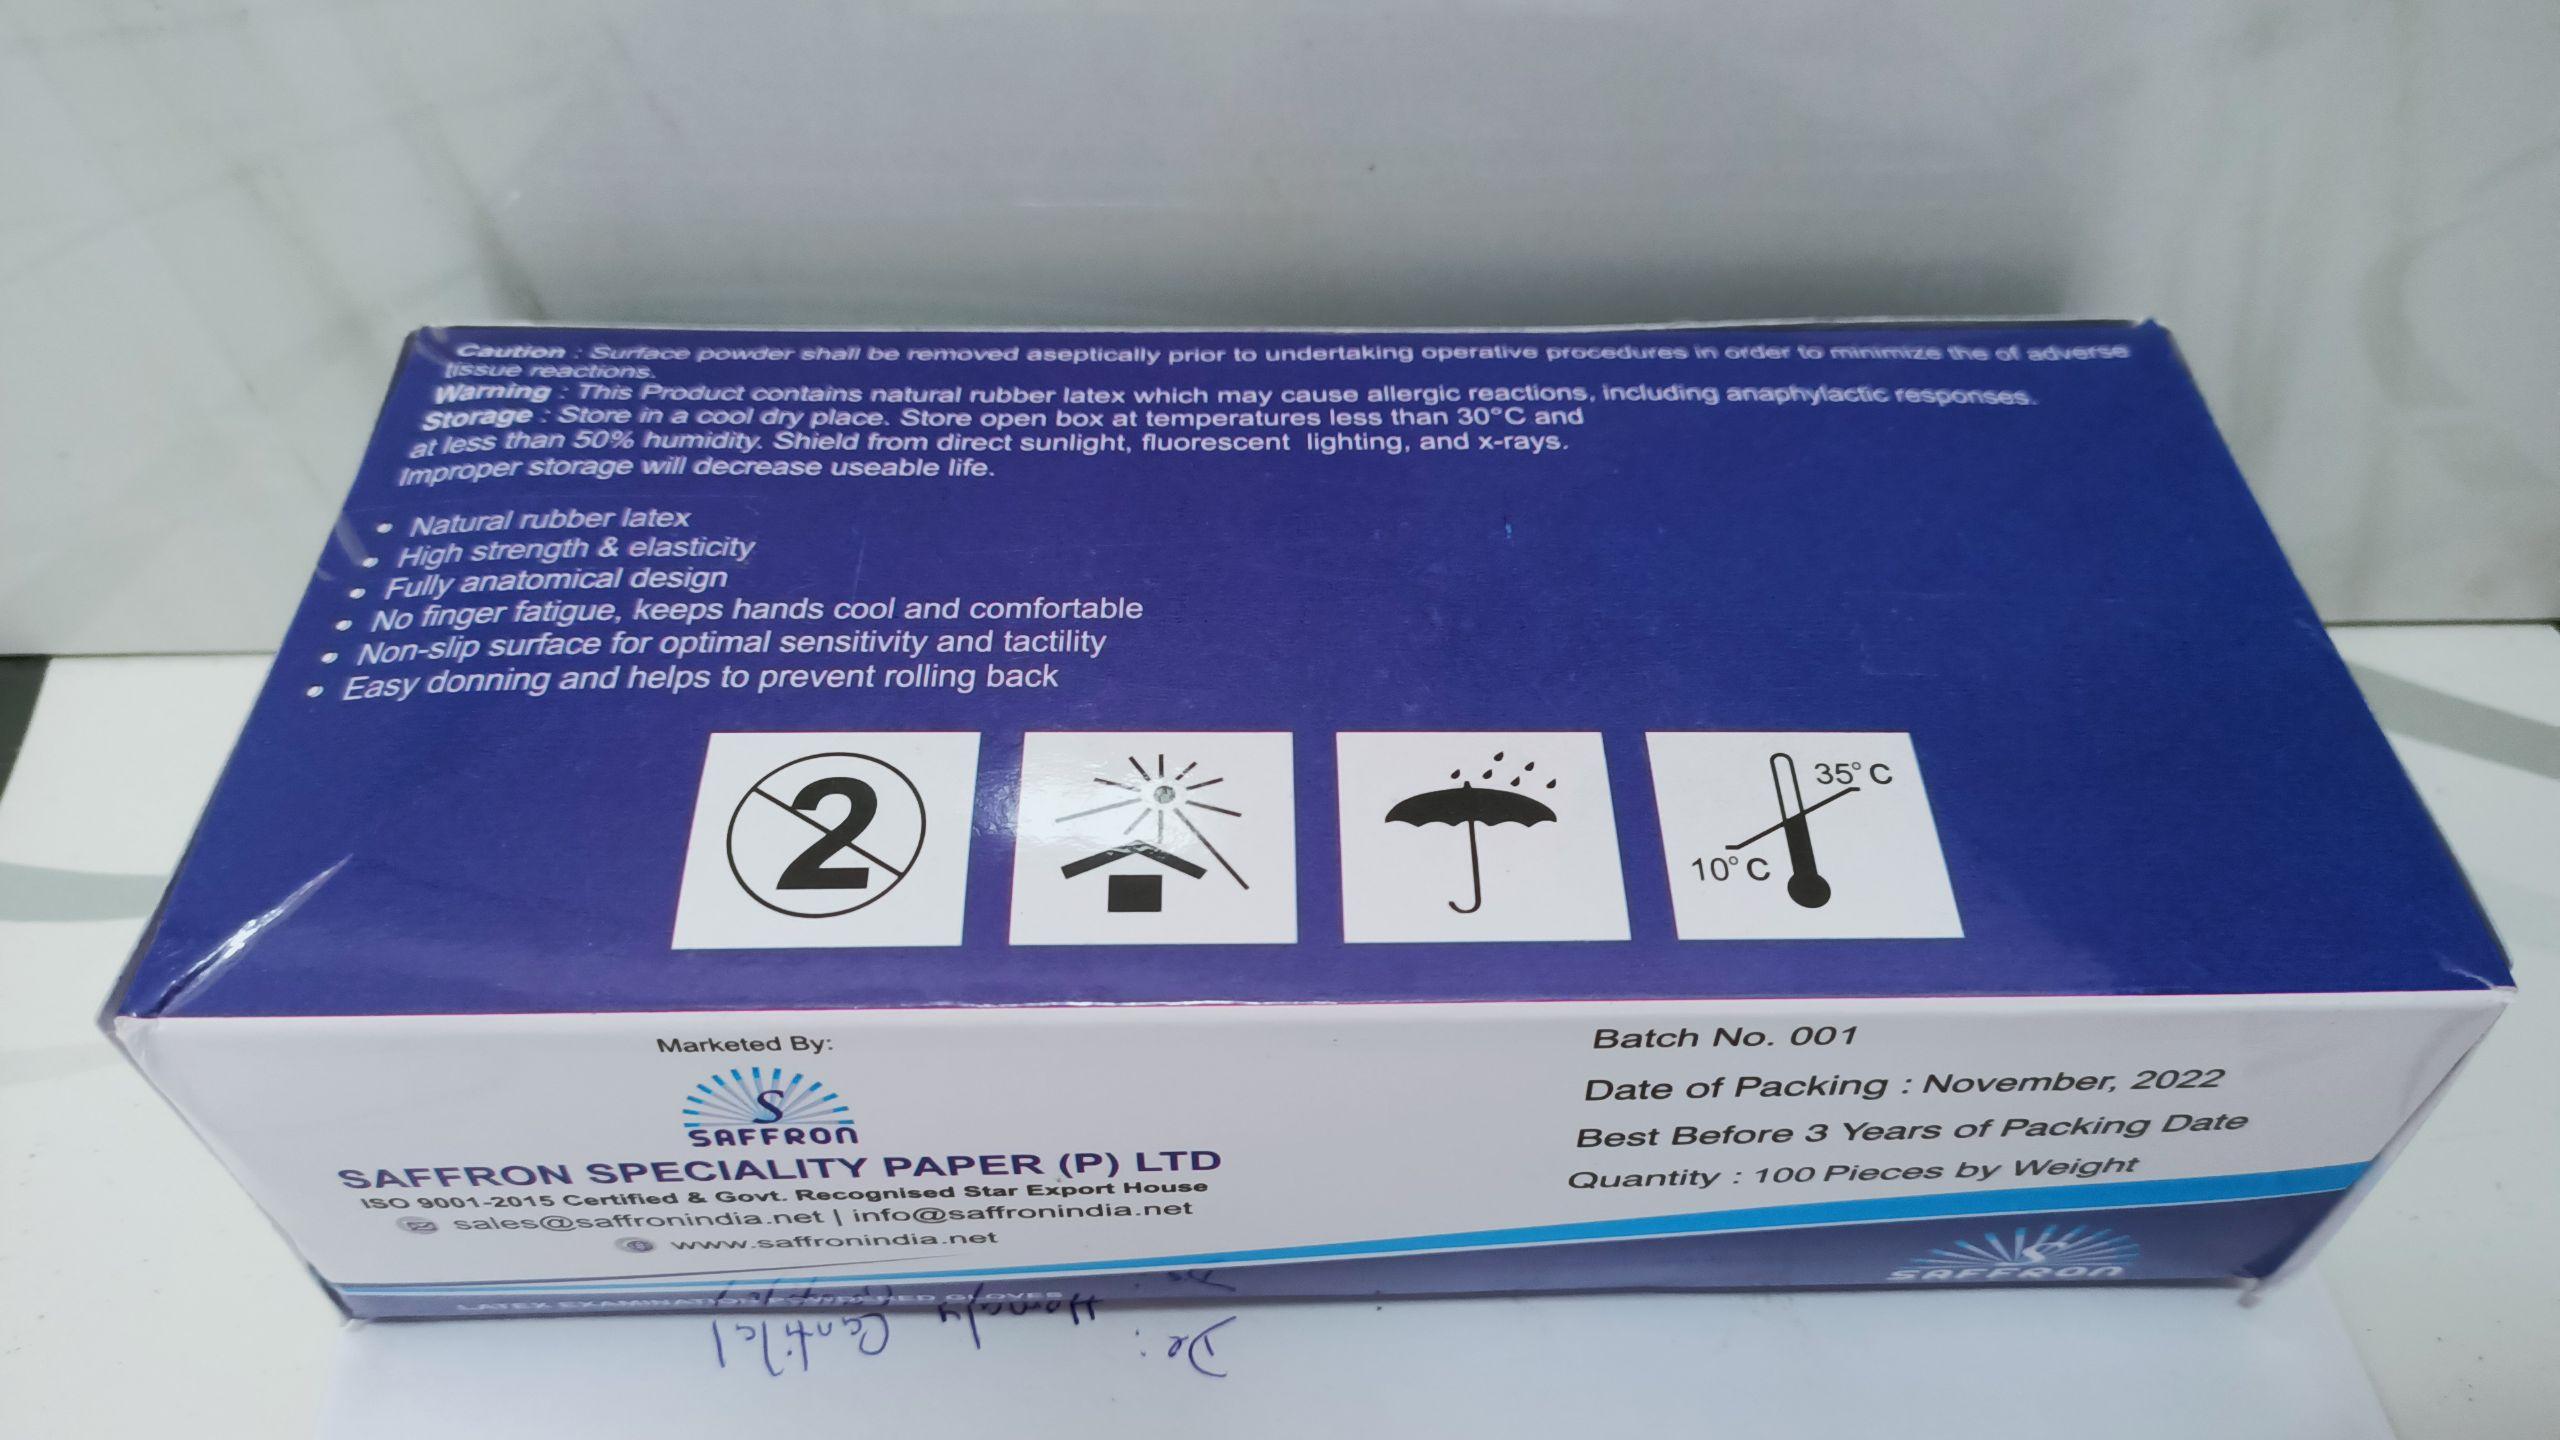 Caution : Surface powder shall be removed aseptically prior to undertaking operative procedures in order to minimize the of adverse
tissue reactions.
Warning : This Product contains natural rubber latex which may cause allergic reactions, including anaphylactic responses.
Storage : Store in a cool dry place. Store open box at temperatures less than 30°C and
at less than 50% humidity. Shield from direct sunlight, fluorescent lighting, and x-rays.
Improper storage will decrease useable life.
• Natural rubber latex
• High strength & elasticity
• Fully anatomical design
• No finger fatigue, keeps hands cool and comfortable
• Non-slip surface for optimal sensitivity and tactility
• Easy donning and helps to prevent rolling back
2
35°C
10°C
Marketed By:
S
SAFFRON
SAFFRON SPECIALITY PAPER (P) LTD
ISO 9001-2015 Certified & Govt. Recognised Star Export House
sales@saffronindia.net | info@saffronindia.net
www.saffronindia.net
Batch No. 001
Date of Packing : November, 2022
Best Before 3 Years of Packing Date
Quantity : 100 Pieces by Weight
S
SAFFRON
LATEX EXAMINATION POWDERED GLOVES
De: